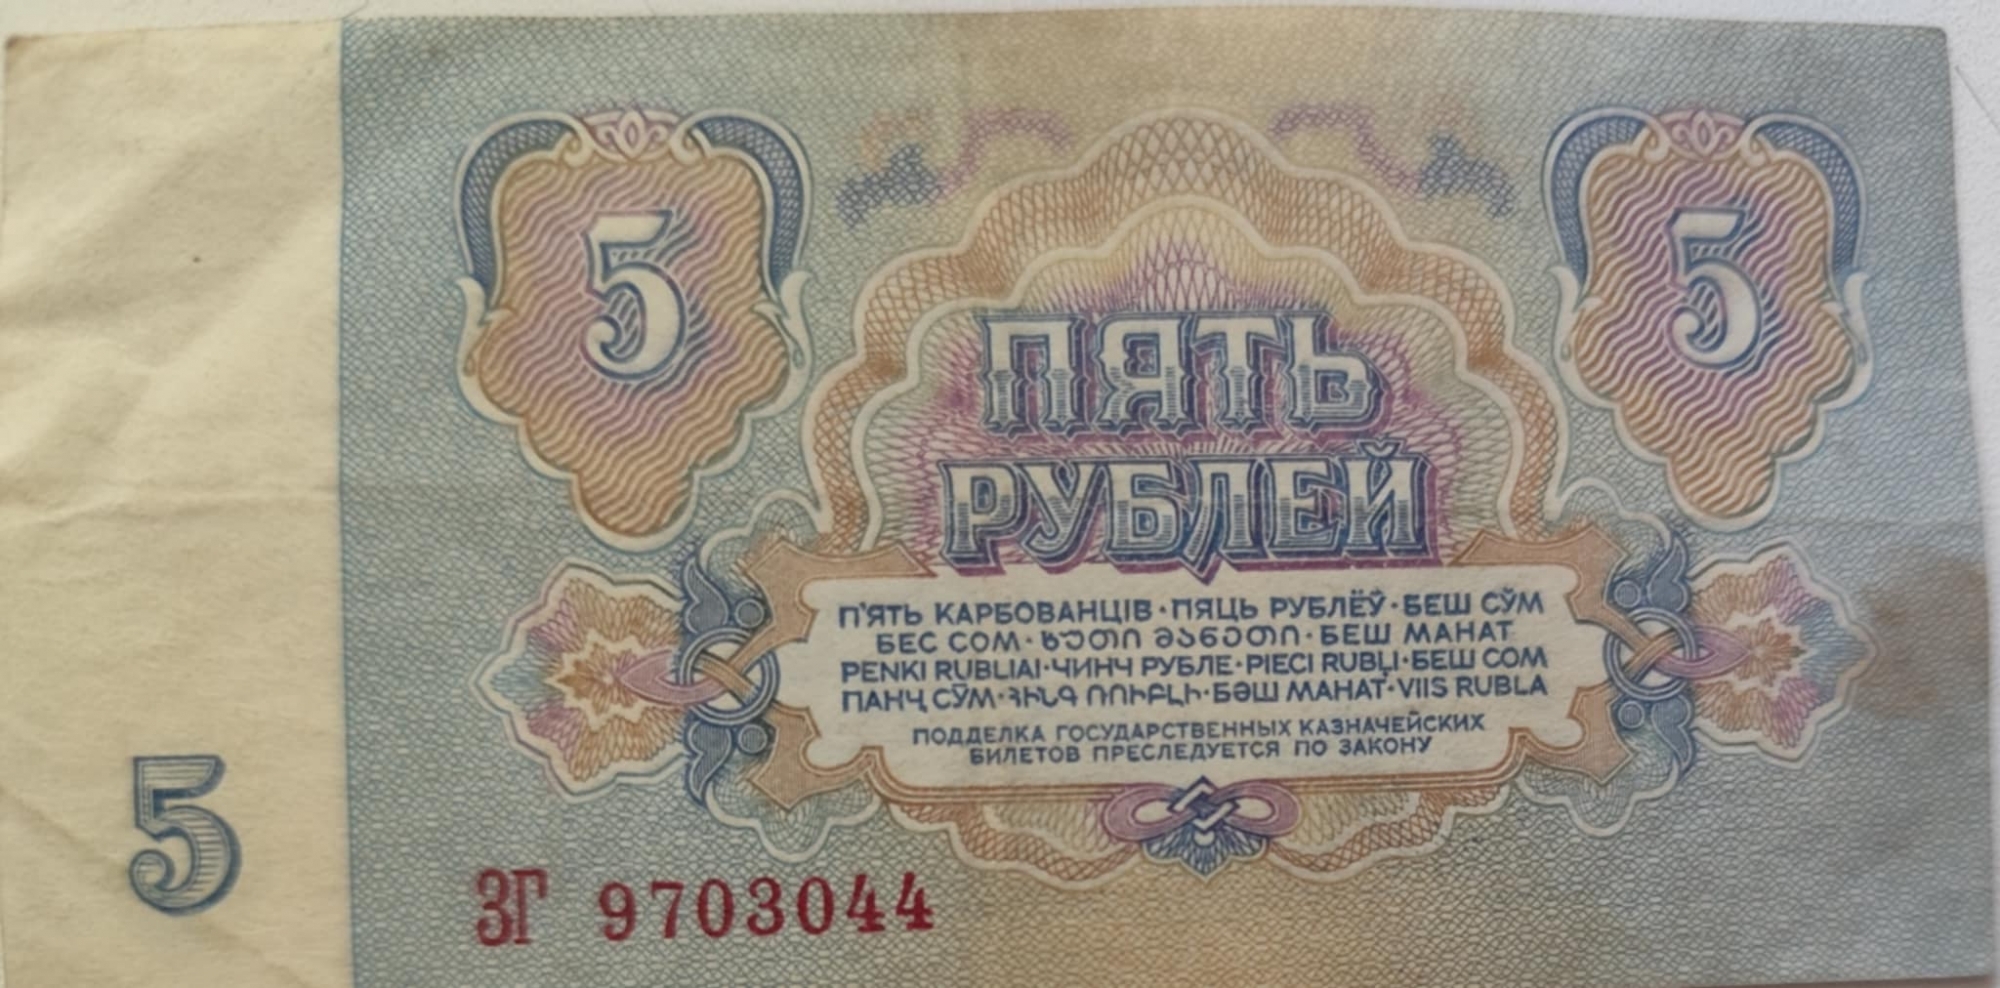 5
5
ПЯТЬ
РУБЛЕЙ
П'ЯТЬ КАРБОВАНЦІВ·ПЯЦЬ РУБЛЁЎ·БЕШ СЎМ
БЕС СОМ·ᲮᲣᲗᲘ ᲛᲐᲜᲔᲗᲘ·БЕШ МАНАТ
PENKI RUBLIAI·ЧИНЧ РУБЛЕ·PIECI RUBĻI·БЕШ СОМ
ПАНҶ СӮМ·ՀԻՆԳ ՌՈՒԲԼԻ·БӘШ МАНАТ·VIIS RUBLA
ПОДДЕЛКА ГОСУДАРСТВЕННЫХ КАЗНАЧЕЙСКИХ
БИЛЕТОВ ПРЕСЛЕДУЕТСЯ ПО ЗАКОНУ
5
ЗГ 9703044